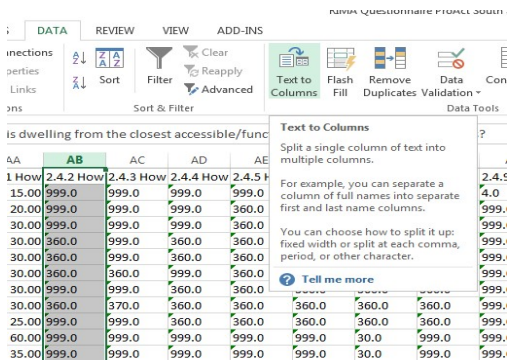 RIMA Questionnaire ProAct South
DATA REVIEW VIEW ADD-INS
nnections
perties
Links
ons
A Z
Z A
Sort
Filter
Clear
Reapply
Advanced
Sort & Filter
Text to
Columns
Flash
Fill
Remove
Duplicates
Data
Validation
Con
Data Tools
is dwelling from the closest accessible/func
?
Text to Columns
Split a single column of text into
multiple columns.
For example, you can separate a
column of full names into separate
first and last name columns.
You can choose how to split it up:
fixed width or split at each comma,
period, or other character.
Tell me more
AA AB AC AD AE
1 How 2.4.2 How 2.4.3 How 2.4.4 How 2.4.5 H 2.4.9
15.00 999.0 999.0 999.0 999.0 4.0
20.00 999.0 999.0 999.0 360.0 999.
30.00 999.0 999.0 999.0 360.0 999.
30.00 360.0 999.0 360.0 360.0 999.
30.00 999.0 999.0 360.0 360.0 999.
30.00 360.0 360.0 999.0 360.0 999.
30.00 999.0 999.0 360.0 360.0 999.
30.00 360.0 370.0 360.0 360.0 360.0 360.0 360.0 999.
25.00 999.0 360.0 360.0 360.0 360.0 360.0 360.0 999.
60.00 999.0 999.0 999.0 999.0 999.0 30.0 999.0 999.
35.00 999.0 999.0 999.0 999.0 999.0 30.0 999.0 999.